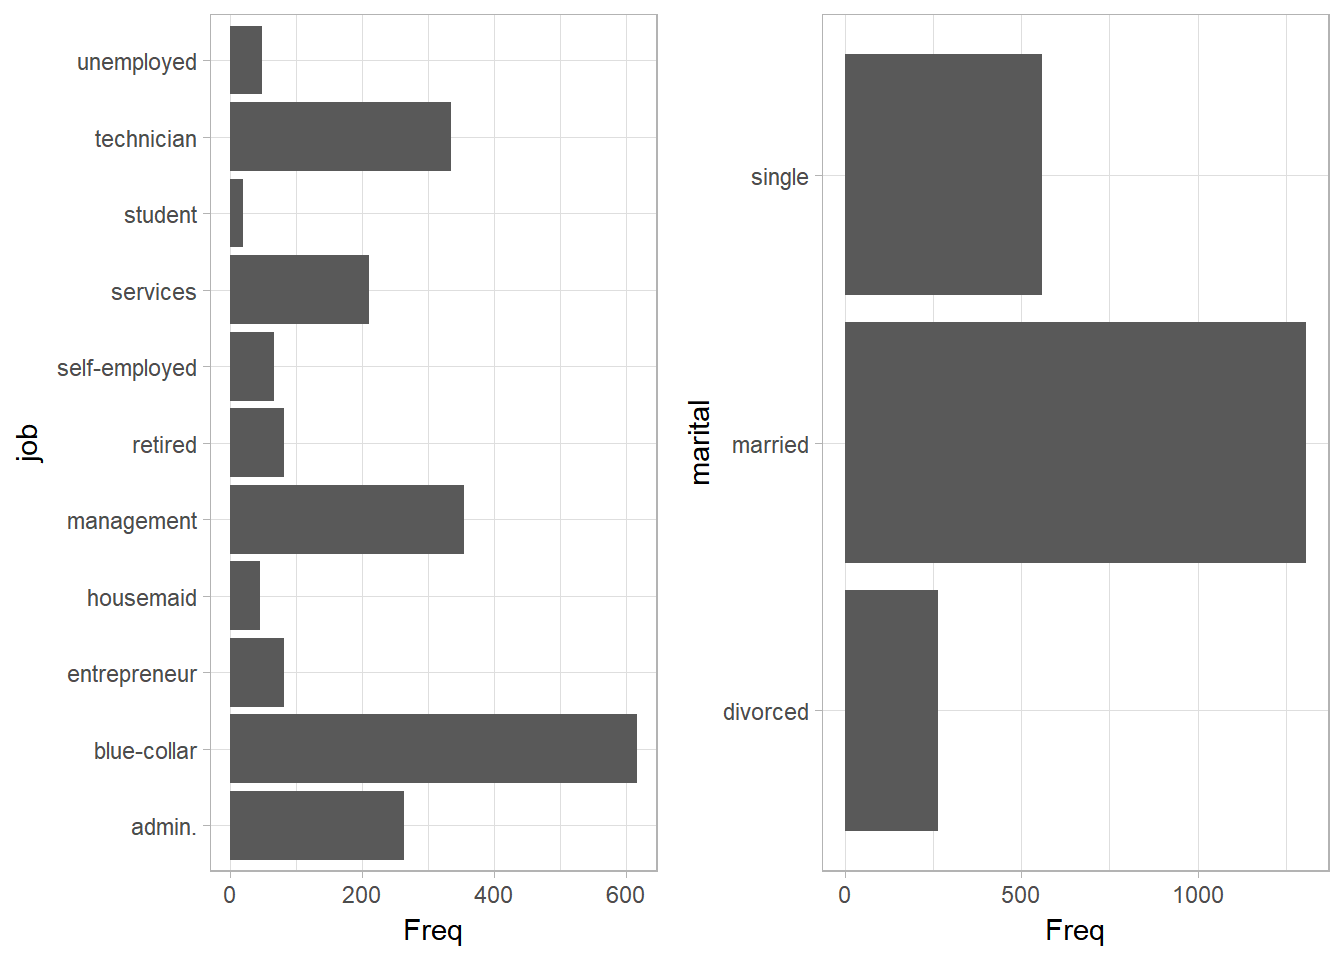 job
unemployed
technician
student
services
self-employed
retired
management
housemaid
entrepreneur
blue-collar
admin.
0 200 400 600
Freq
marital
single
married
divorced
0 500 1000
Freq